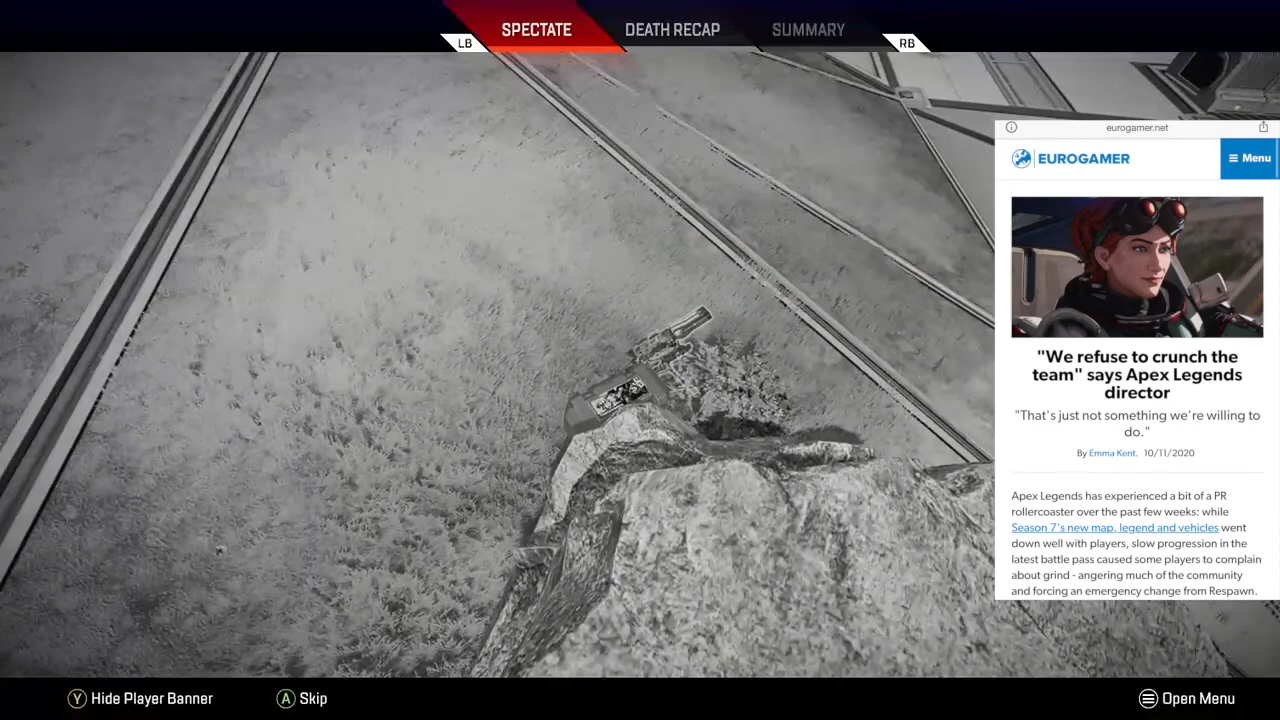 SPECTATE
DEATH RECAP
SUMMARY
LB
RB
eurogamer.net
EUROGAMER
Menu
"We refuse to crunch the
team" says Apex Legends
director
"That's just not something we're willing to
do."
By Emma Kent. 10/11/2020
Apex Legends has experienced a bit of a PR
rollercoaster over the past few weeks: while
Season 7's new map, legend and vehicles went
down well with players, slow progression in the
latest battle pass caused some players to complain
about grind - angering much of the community
and forcing an emergency change from Respawn.
Y Hide Player Banner
A Skip
Open Menu